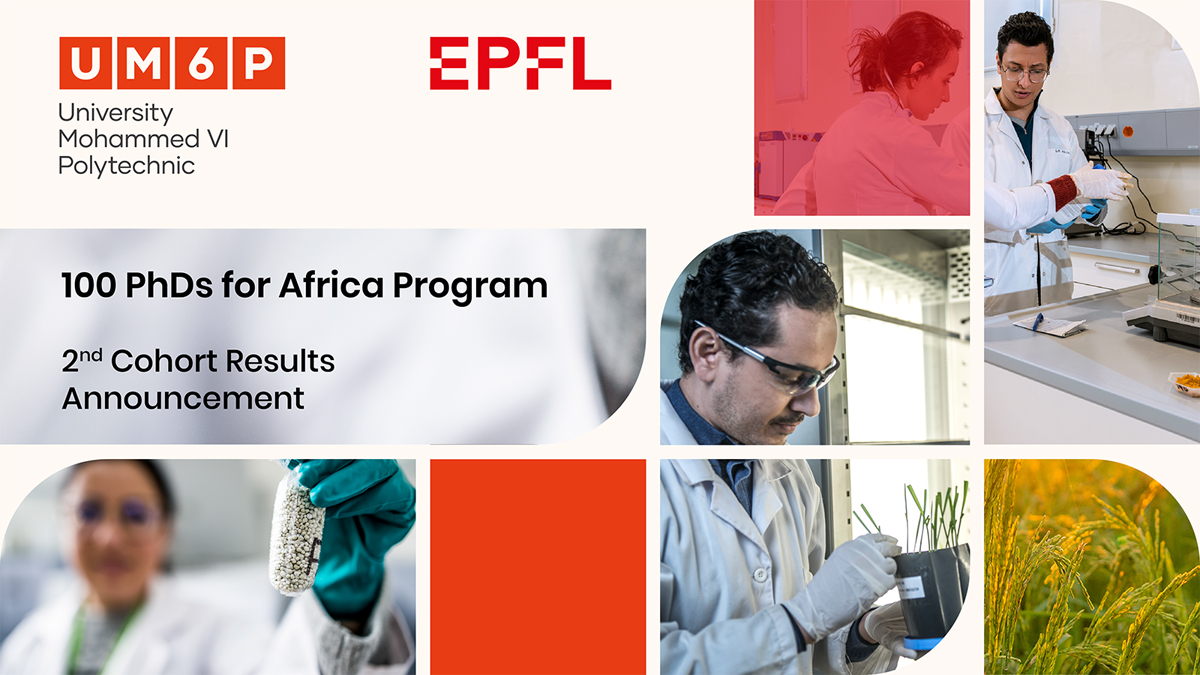 UM6P
University
Mohammed VI
Polytechnic
EPFL
100 PhDs for Africa Program
2nd Cohort Results
Announcement